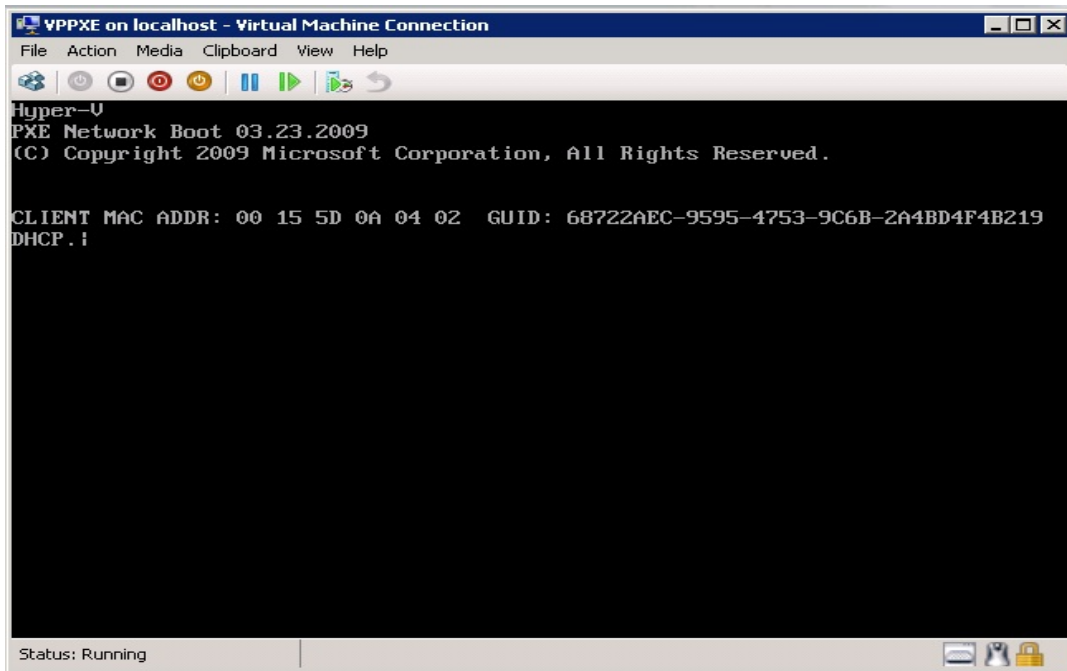 VPPXE on localhost - Virtual Machine Connection
File Action Media Clipboard View Help
Hyper-V
PXE Network Boot 03.23.2009
(C) Copyright 2009 Microsoft Corporation, All Rights Reserved.
CLIENT MAC ADDR: 00 15 5D 0A 04 02 GUID: 68722AEC-9595-4753-9C6B-2A4BD4F4B219
DHCP.¦
Status: Running